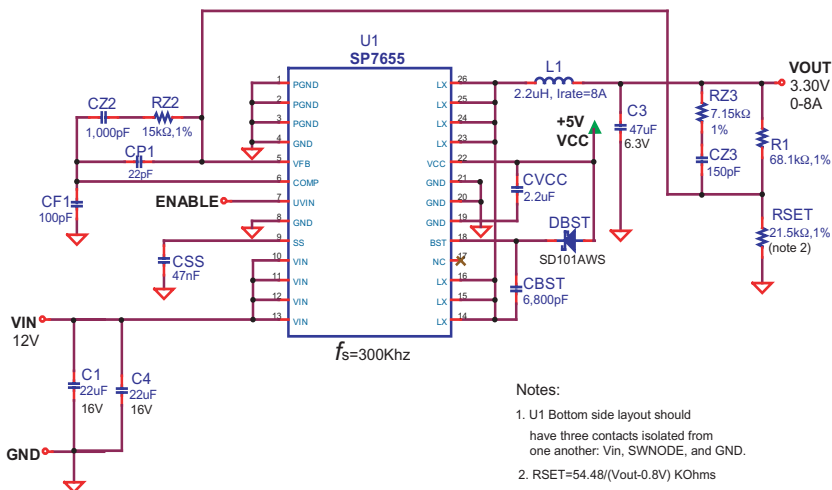 U1
SP7655
1 PGND
2 PGND
3 PGND
4 GND
5 VFB
6 COMP
7 UVIN
8 GND
9 SS
10 VIN
11 VIN
12 VIN
13 VIN
LX 26
LX 25
LX 24
LX 23
VCC 22
GND 21
GND 20
GND 19
BST 18
NC 17
LX 16
LX 15
LX 14
fs=300Khz
CZ2
1,000pF
RZ2
15kΩ,1%
CP1
22pF
CF1
100pF
ENABLE
CSS
47nF
VIN
12V
C1
22uF
16V
C4
22uF
16V
GND
L1
2.2uH, Irate=8A
+5V
VCC
C3
47uF
6.3V
CVCC
2.2uF
DBST
SD101AWS
CBST
6,800pF
RZ3
7.15kΩ
1%
CZ3
150pF
VOUT
3.30V
0-8A
R1
68.1kΩ,1%
RSET
21.5kΩ,1%
(note 2)
Notes:
1. U1 Bottom side layout should
have three contacts isolated from
one another: Vin, SWNODE, and GND.
2. RSET=54.48/(Vout-0.8V) KOhms